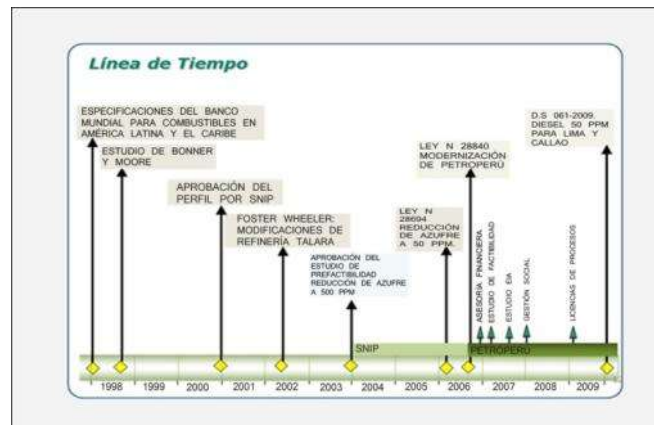 Línea de Tiempo
ESPECIFICACIONES DEL BANCO
MUNDIAL PARA COMBUSTIBLES EN
AMÉRICA LATINA Y EL CARIBE
ESTUDIO DE BONNER
Y MOORE
APROBACIÓN DEL
PERFIL POR SNIP
FOSTER WHEELER:
MODIFICACIONES DE
REFINERÍA TALARA
APROBACIÓN DEL
ESTUDIO DE
PREFACTIBILIDAD
REDUCCIÓN DE AZUFRE
A 500 PPM
LEY N
28694
REDUCCIÓN
DE AZUFRE
A 50 PPM.
LEY N 28840
MODERNIZACIÓN
DE PETROPERÚ
ASESORÍA FINANCIERA
ESTUDIO DE FACTIBILIDAD
ESTUDIO EIA
GESTIÓN SOCIAL
LICENCIAS DE PROCESOS
D.S 061-2009.
DIESEL 50 PPM
PARA LIMA Y
CALLAO
SNIP
PETROPERÚ
1998 1999 2000 2001 2002 2003 2004 2005 2006 2007 2008 2009